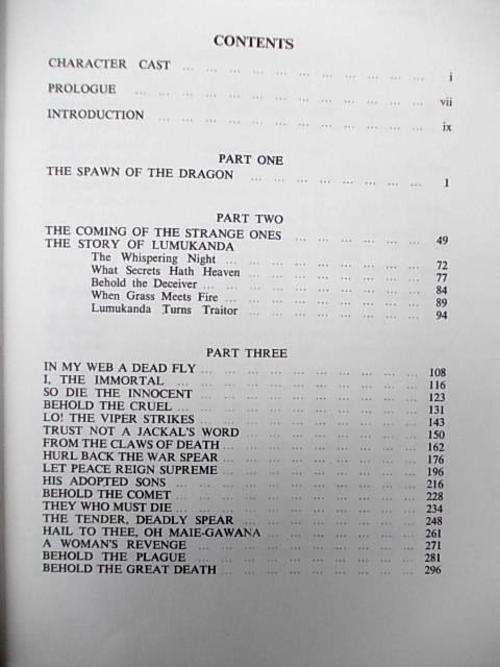 CONTENTS
CHARACTER CAST ... ... ... ... ... ... ... ... ... ... ... i
PROLOGUE ... ... ... ... ... ... ... ... ... ... ... ... ... vii
INTRODUCTION ... ... ... ... ... ... ... ... ... ... ... ... ix
PART ONE
THE SPAWN OF THE DRAGON ... ... ... ... ... ... ... ... 1
PART TWO
THE COMING OF THE STRANGE ONES ... ... ... ... ... ... 49
THE STORY OF LUMUKANDA
The Whispering Night ... ... ... ... ... ... ... ... ... 72
What Secrets Hath Heaven ... ... ... ... ... ... ... ... 77
Behold the Deceiver ... ... ... ... ... ... ... ... ... 84
When Grass Meets Fire ... ... ... ... ... ... ... ... ... 89
Lumukanda Turns Traitor ... ... ... ... ... ... ... ... 94
PART THREE
IN MY WEB A DEAD FLY ... ... ... ... ... ... ... ... ... ... 108
I, THE IMMORTAL ... ... ... ... ... ... ... ... ... ... ... 116
SO DIE THE INNOCENT ... ... ... ... ... ... ... ... ... ... 123
BEHOLD THE CRUEL ... ... ... ... ... ... ... ... ... ... ... 131
LO! THE VIPER STRIKES ... ... ... ... ... ... ... ... ... ... 143
TRUST NOT A JACKAL'S WORD ... ... ... ... ... ... ... ... 150
FROM THE CLAWS OF DEATH ... ... ... ... ... ... ... ... ... 162
HURL BACK THE WAR SPEAR ... ... ... ... ... ... ... ... ... 176
LET PEACE REIGN SUPREME ... ... ... ... ... ... ... ... ... 196
HIS ADOPTED SONS ... ... ... ... ... ... ... ... ... ... ... 216
BEHOLD THE COMET ... ... ... ... ... ... ... ... ... ... ... 228
THEY WHO MUST DIE ... ... ... ... ... ... ... ... ... ... ... 234
THE TENDER, DEADLY SPEAR ... ... ... ... ... ... ... ... 248
HAIL TO THEE, OH MAIE-GAWANA ... ... ... ... ... ... ... 261
A WOMAN'S REVENGE ... ... ... ... ... ... ... ... ... ... 271
BEHOLD THE PLAGUE ... ... ... ... ... ... ... ... ... ... 281
BEHOLD THE GREAT DEATH ... ... ... ... ... ... ... ... ... 296